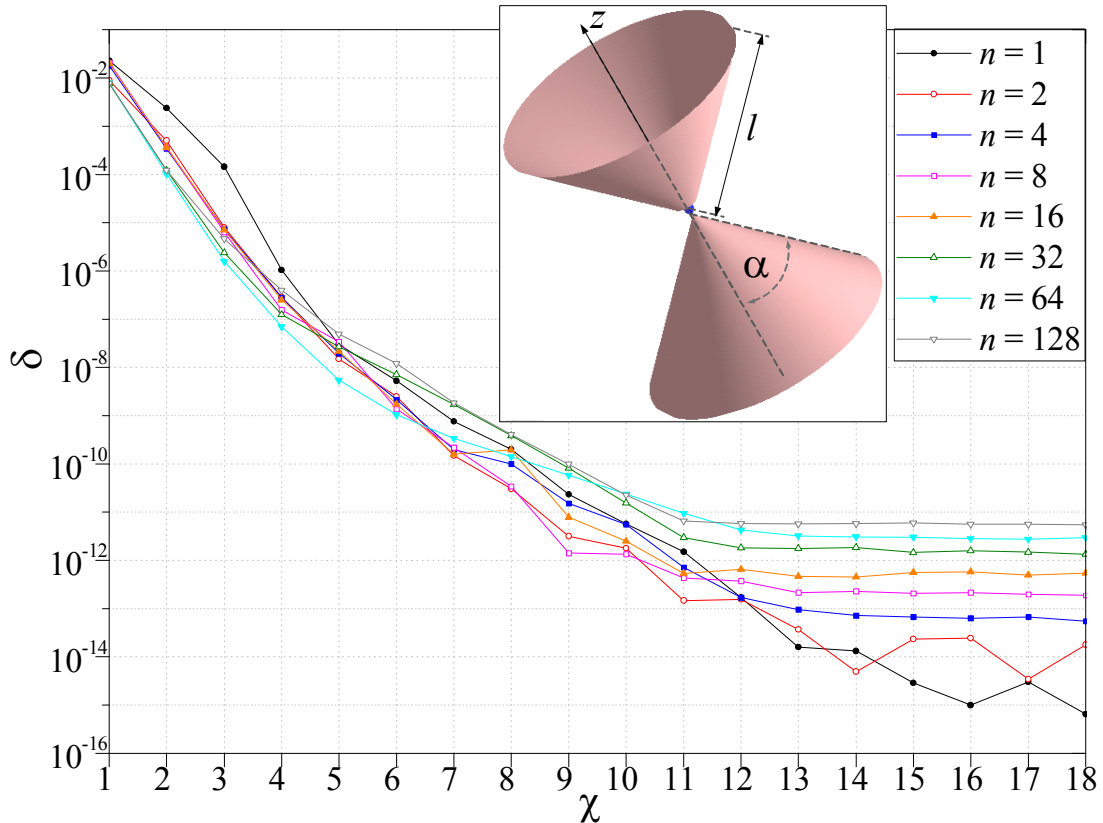 10⁻²
10⁻⁴
10⁻⁶
10⁻⁸
10⁻¹⁰
10⁻¹²
10⁻¹⁴
10⁻¹⁶
δ
z
l
α
n = 1
n = 2
n = 4
n = 8
n = 16
n = 32
n = 64
n = 128
1 2 3 4 5 6 7 8 9 10 11 12 13 14 15 16 17 18
χ